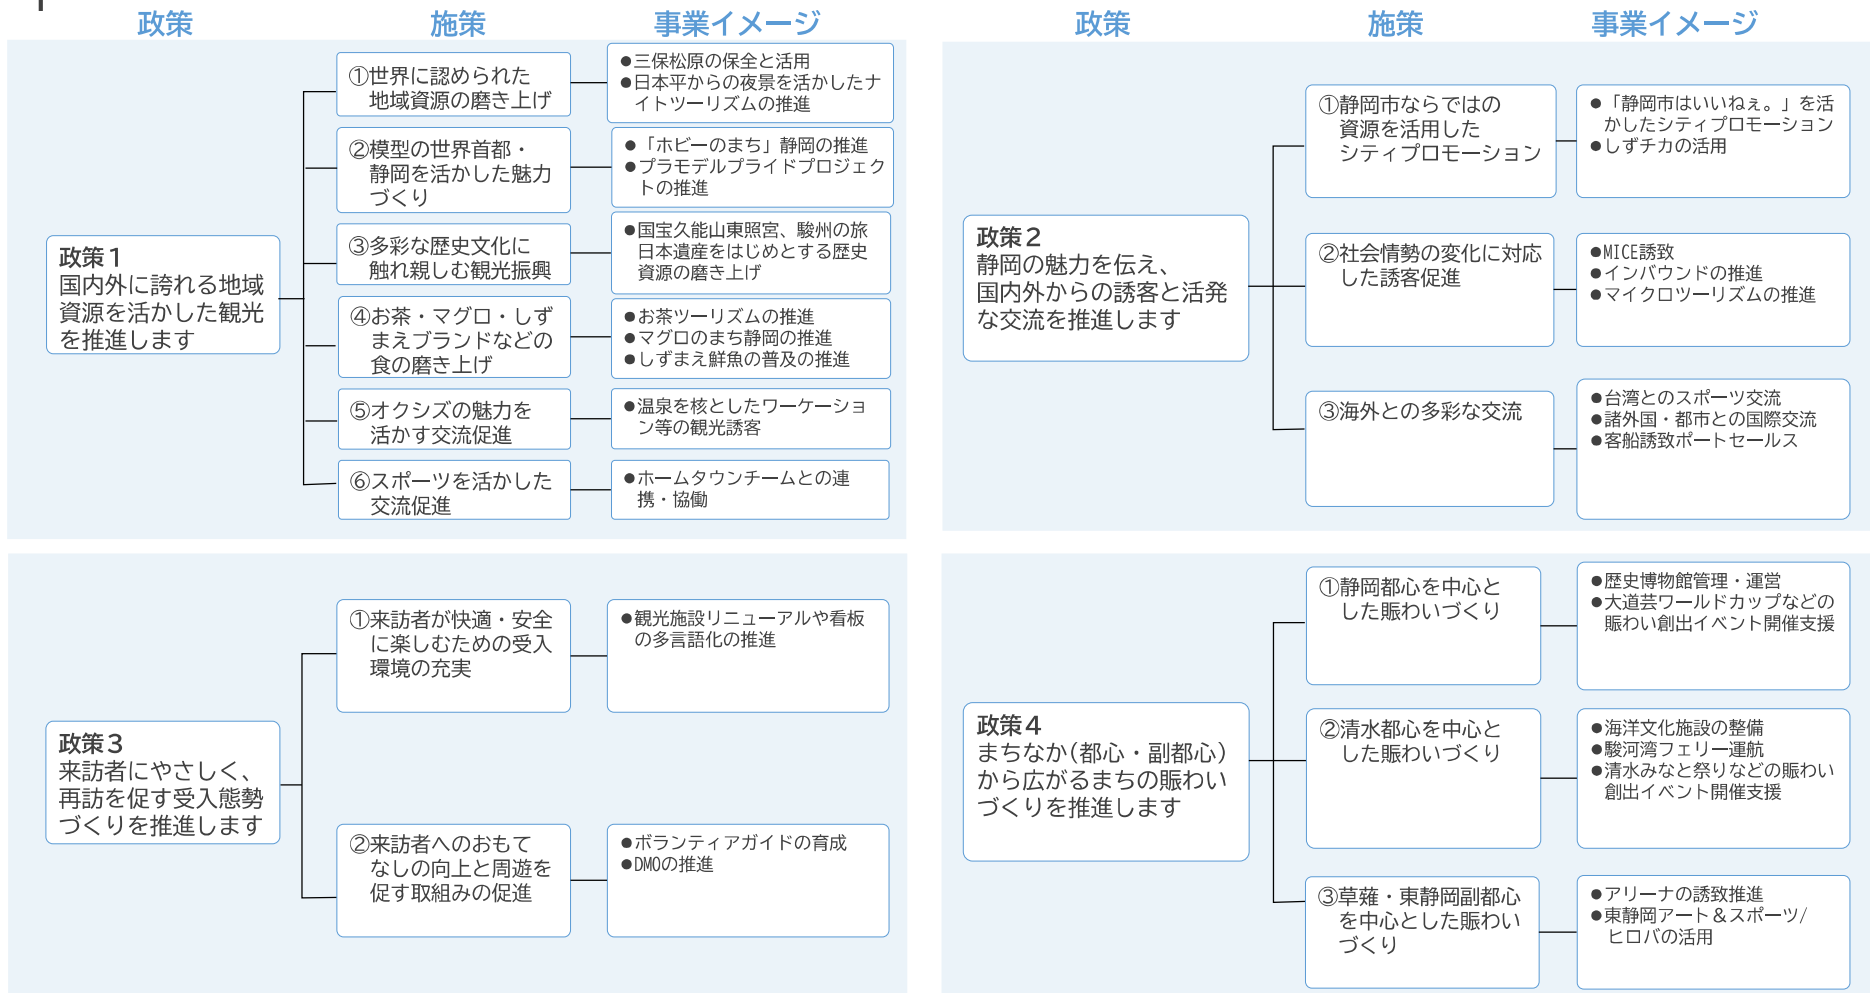 政策
施策
事業イメージ
政策1
国内外に誇れる地域
資源を活かした観光
を推進します
①世界に認められた
地域資源の磨き上げ
●三保松原の保全と活用
●日本平からの夜景を活かしたナ
イトツーリズムの推進
②模型の世界首都・
静岡を活かした魅力
づくり
●「ホビーのまち」静岡の推進
●プラモデルプライドプロジェク
トの推進
③多彩な歴史文化に
触れ親しむ観光振興
●国宝久能山東照宮、駿州の旅
日本遺産をはじめとする歴史
資源の磨き上げ
④お茶・マグロ・しず
まえブランドなどの
食の磨き上げ
●お茶ツーリズムの推進
●マグロのまち静岡の推進
●しずまえ鮮魚の普及の推進
⑤オクシズの魅力を
活かす交流促進
●温泉を核としたワーケーショ
ン等の観光誘客
⑥スポーツを活かした
交流促進
●ホームタウンチームとの連
携・協働
政策
施策
事業イメージ
政策2
静岡の魅力を伝え、
国内外からの誘客と活発
な交流を推進します
①静岡市ならではの
資源を活用した
シティプロモーション
●「静岡市はいいねぇ。」を活
かしたシティプロモーション
●しずチカの活用
②社会情勢の変化に対応
した誘客促進
●MICE誘致
●インバウンドの推進
●マイクロツーリズムの推進
③海外との多彩な交流
●台湾とのスポーツ交流
●諸外国・都市との国際交流
●客船誘致ポートセールス
政策3
来訪者にやさしく、
再訪を促す受入態勢
づくりを推進します
①来訪者が快適・安全
に楽しむための受入
環境の充実
●観光施設リニューアルや看板
の多言語化の推進
②来訪者へのおもて
なしの向上と周遊を
促す取組みの促進
●ボランティアガイドの育成
●DMOの推進
政策4
まちなか(都心・副都心)
から広がるまちの賑わい
づくりを推進します
①静岡都心を中心と
した賑わいづくり
●歴史博物館管理・運営
●大道芸ワールドカップなどの
賑わい創出イベント開催支援
②清水都心を中心と
した賑わいづくり
●海洋文化施設の整備
●駿河湾フェリー運航
●清水みなと祭りなどの賑わい
創出イベント開催支援
③草薙・東静岡副都心
を中心とした賑わい
づくり
●アリーナの誘致推進
●東静岡アート＆スポーツ/
ヒロバの活用